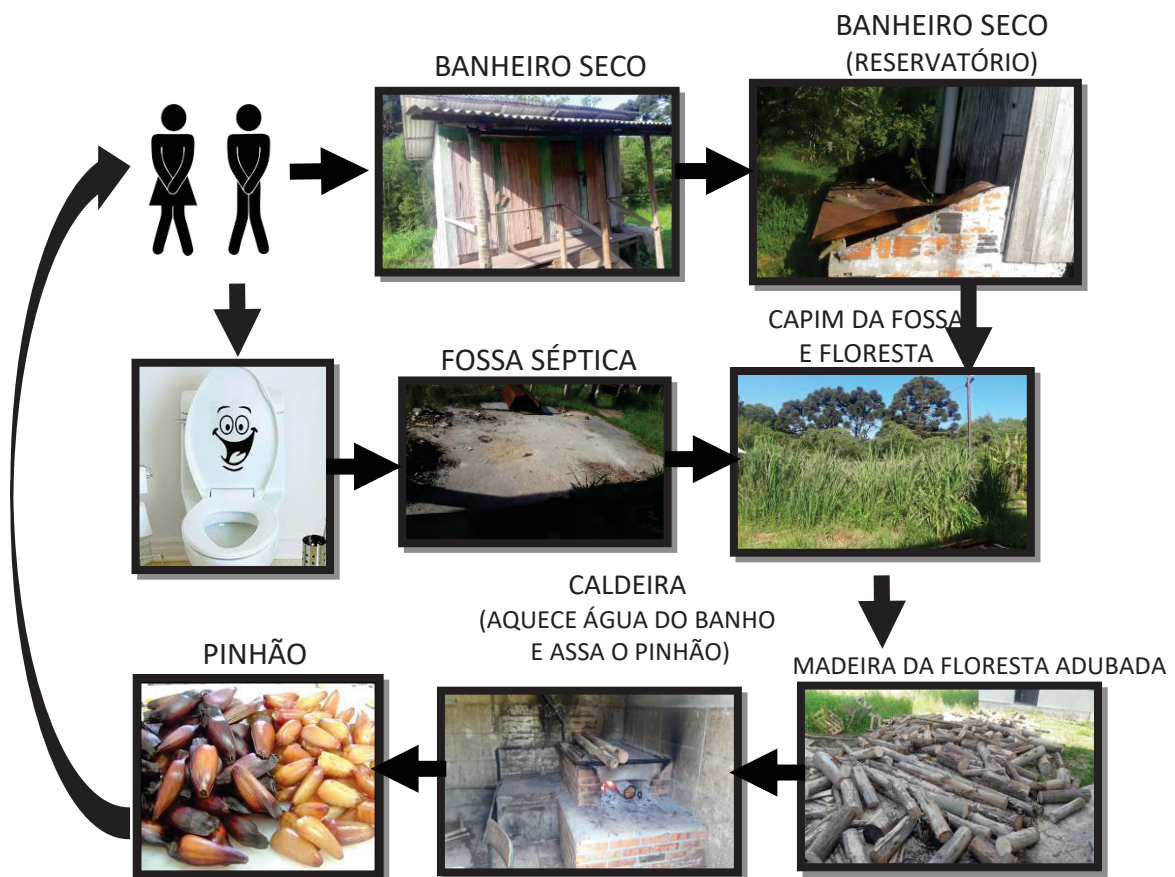 BANHEIRO SECO
BANHEIRO SECO
(RESERVATÓRIO)
FOSSA SÉPTICA
CAPIM DA FOSSA
E FLORESTA
PINHÃO
CALDEIRA
(AQUECE ÁGUA DO BANHO
E ASSA O PINHÃO)
MADEIRA DA FLORESTA ADUBADA